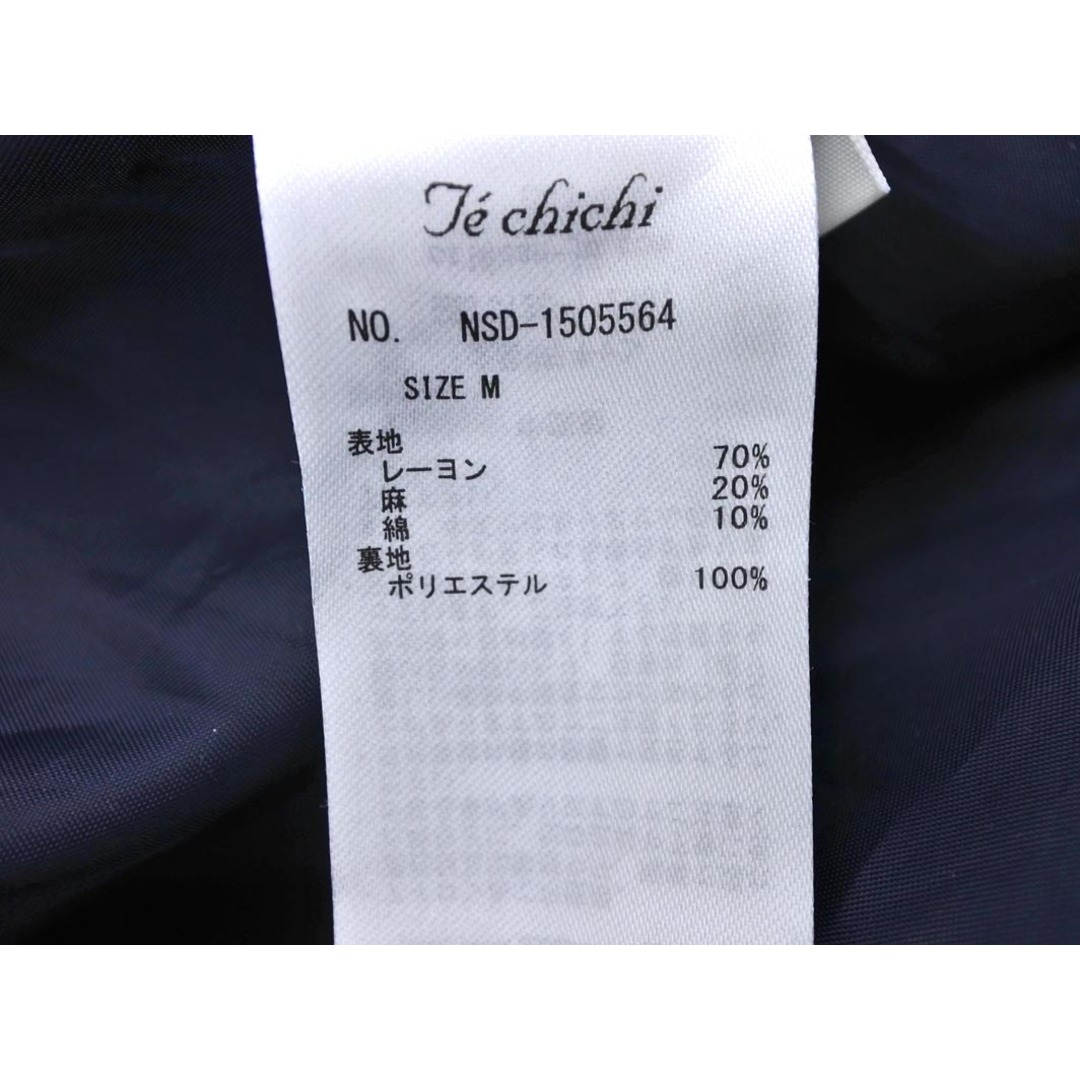 Té chichi
NO. NSD-1505564
SIZE M
表地
レーヨン 70%
麻 20%
綿 10%
裏地
ポリエステル 100%